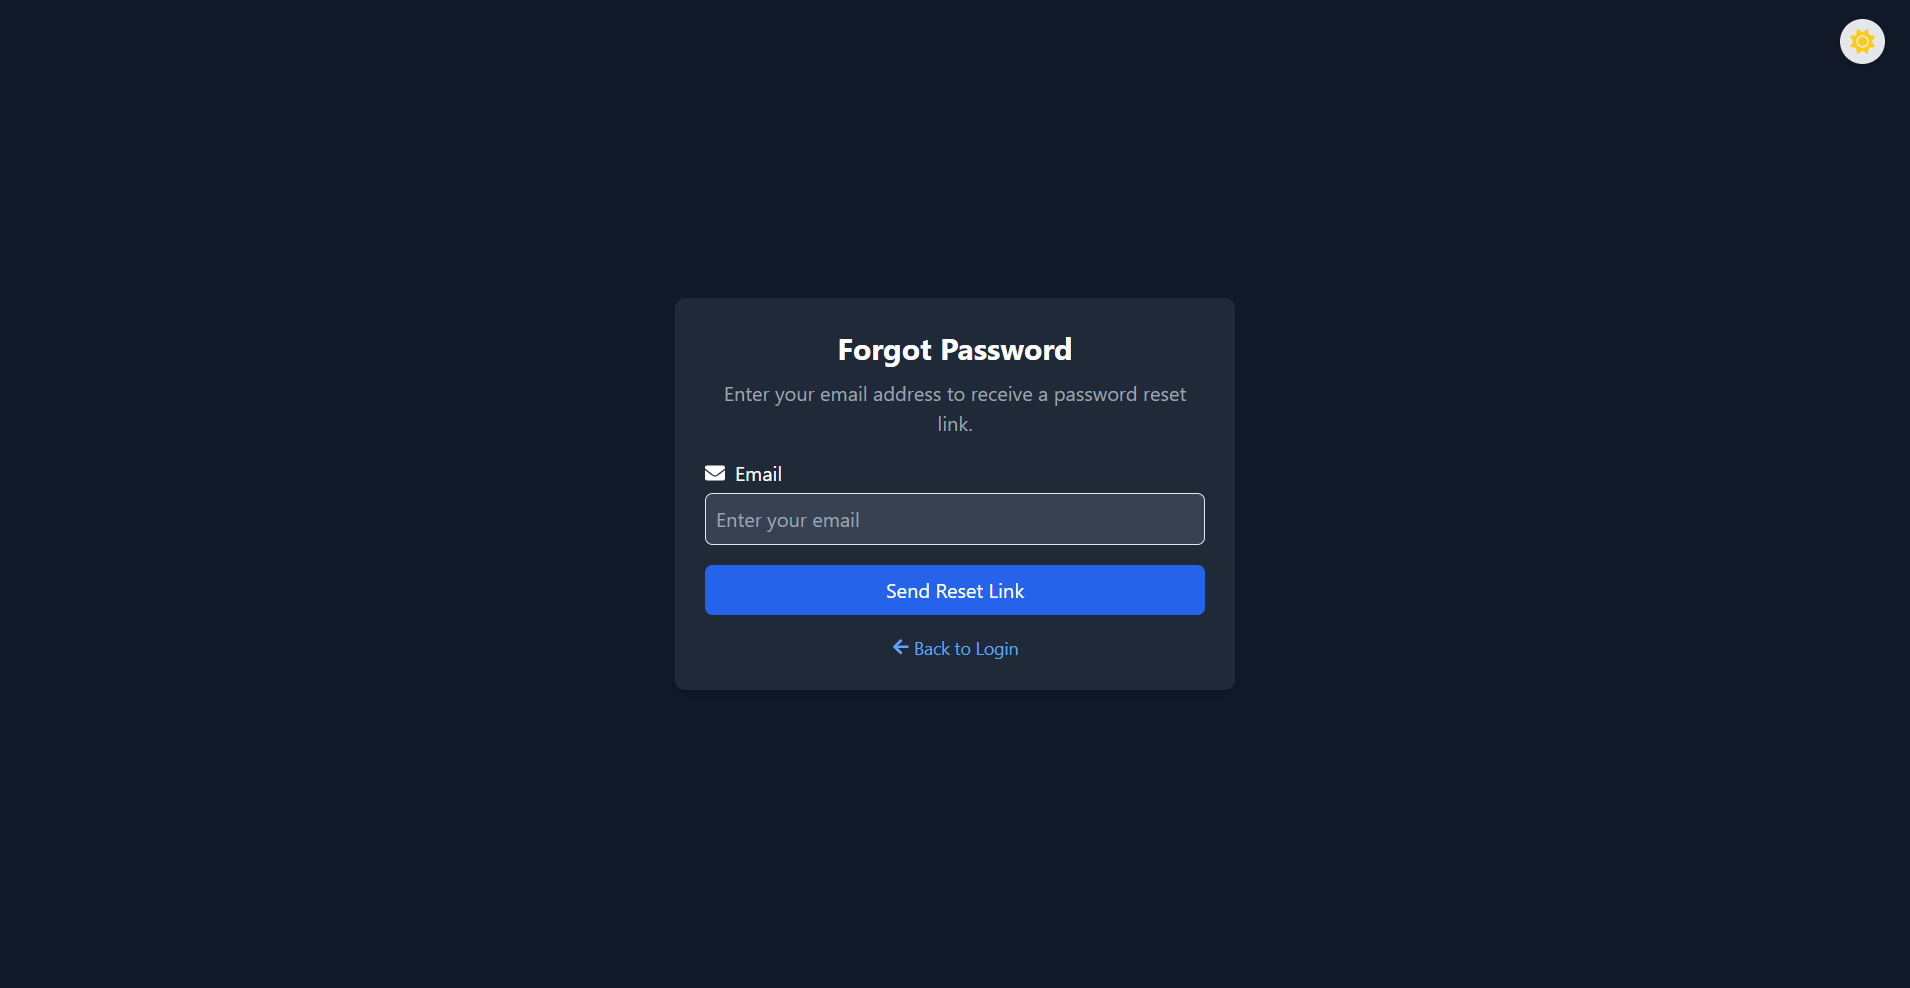 Forgot Password
Enter your email address to receive a password reset
link.
Email
Enter your email
Send Reset Link
Back to Login